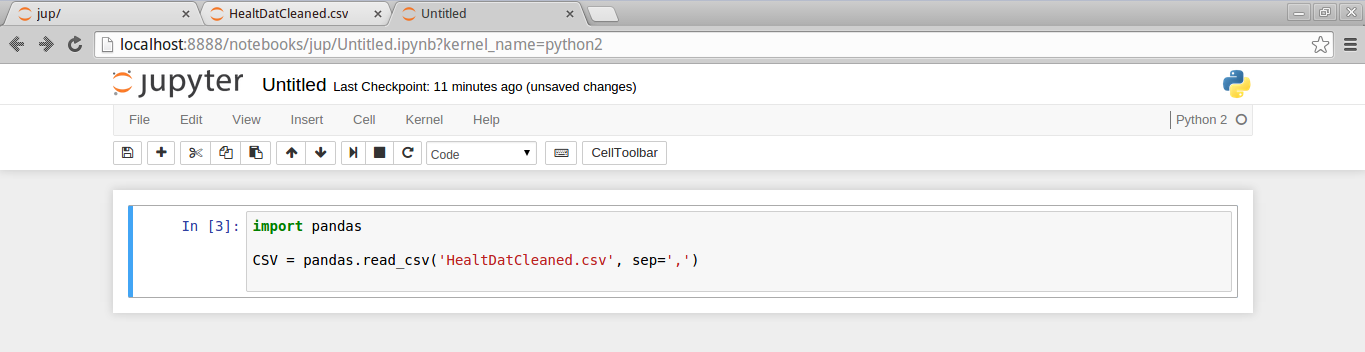 jup/ HealtDatCleaned.csv Untitled
localhost:8888/notebooks/jup/Untitled.ipynb?kernel_name=python2
jupyter Untitled Last Checkpoint: 11 minutes ago (unsaved changes)
File Edit View Insert Cell Kernel Help Python 2
Code CellToolbar
In [3]: import pandas
CSV = pandas.read_csv('HealtDatCleaned.csv', sep=',')